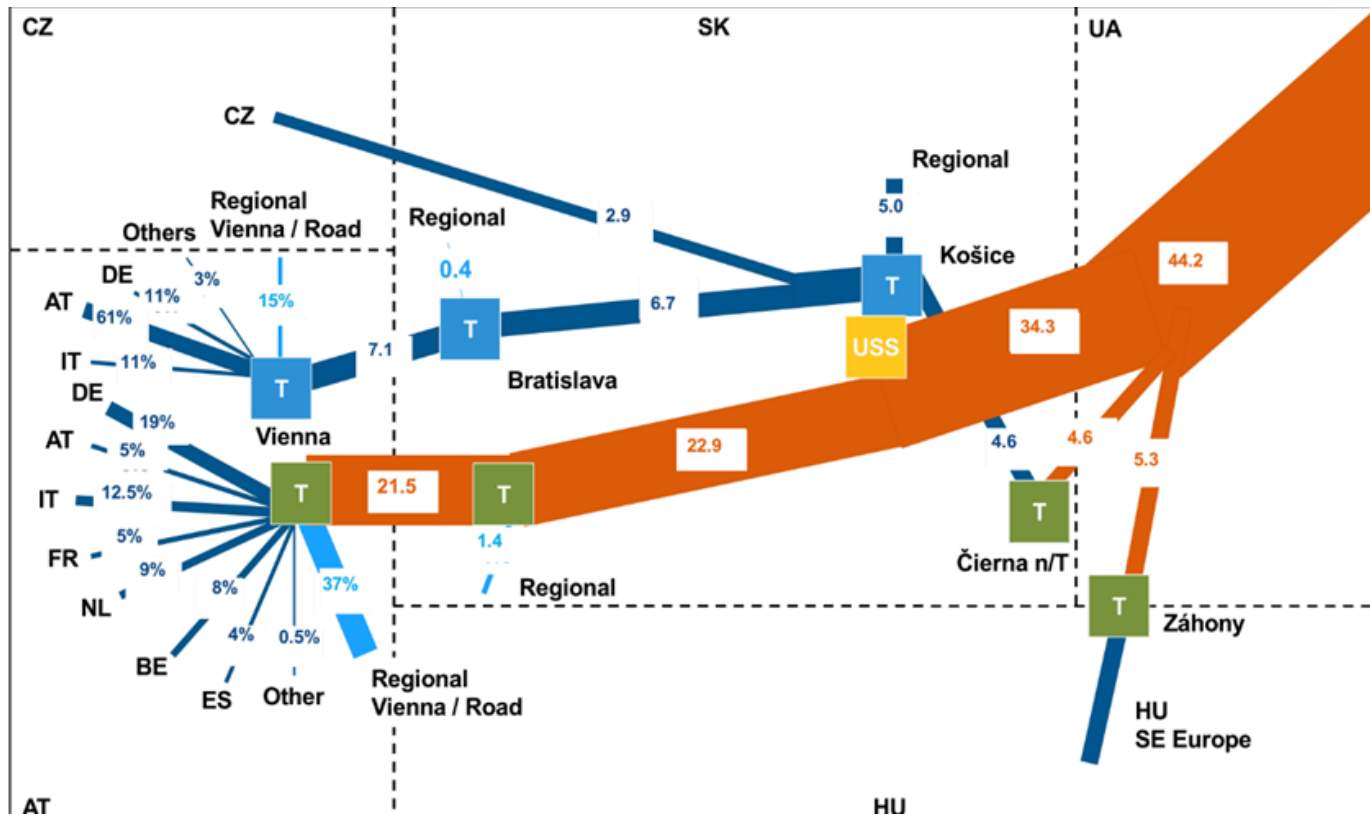 CZ
SK
UA
CZ
Regional
5.0
Košice
T
Regional
Vienna / Road
Regional
2.9
44.2
Others
3%
DE
11%
AT
61%
15%
0.4
6.7
34.3
T
7.1
USS
IT
11%
T
Bratislava
DE
19%
Vienna
AT
5%
22.9
4.6
4.6
5.3
IT
12.5%
T
21.5
T
T
Čierna n/T
FR
5%
1.4
Regional
NL
9%
8%
37%
4%
0.5%
T
Záhony
BE
ES
Other
Regional
Vienna / Road
HU
SE Europe
AT
HU